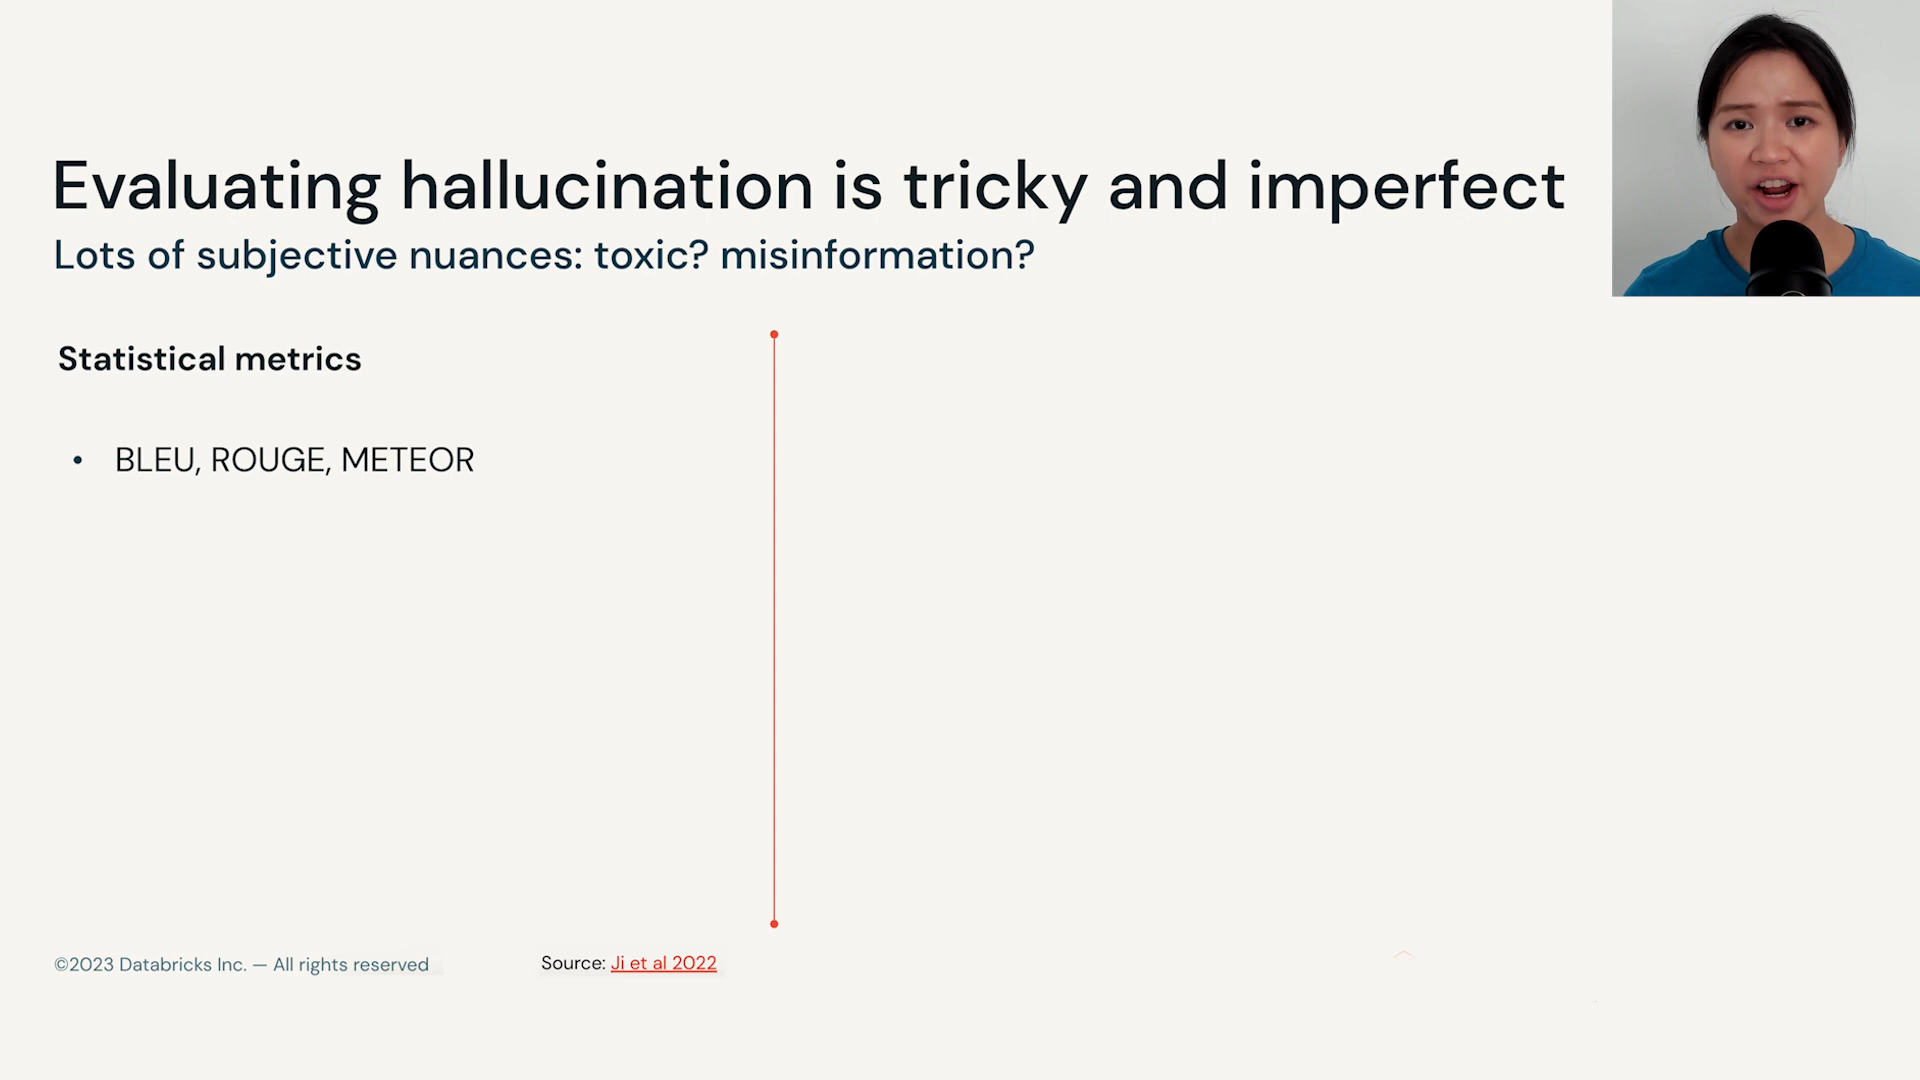 Evaluating hallucination is tricky and imperfect
Lots of subjective nuances: toxic? misinformation?
Statistical metrics
• BLEU, ROUGE, METEOR
©2023 Databricks Inc. — All rights reserved
Source: Ji et al 2022